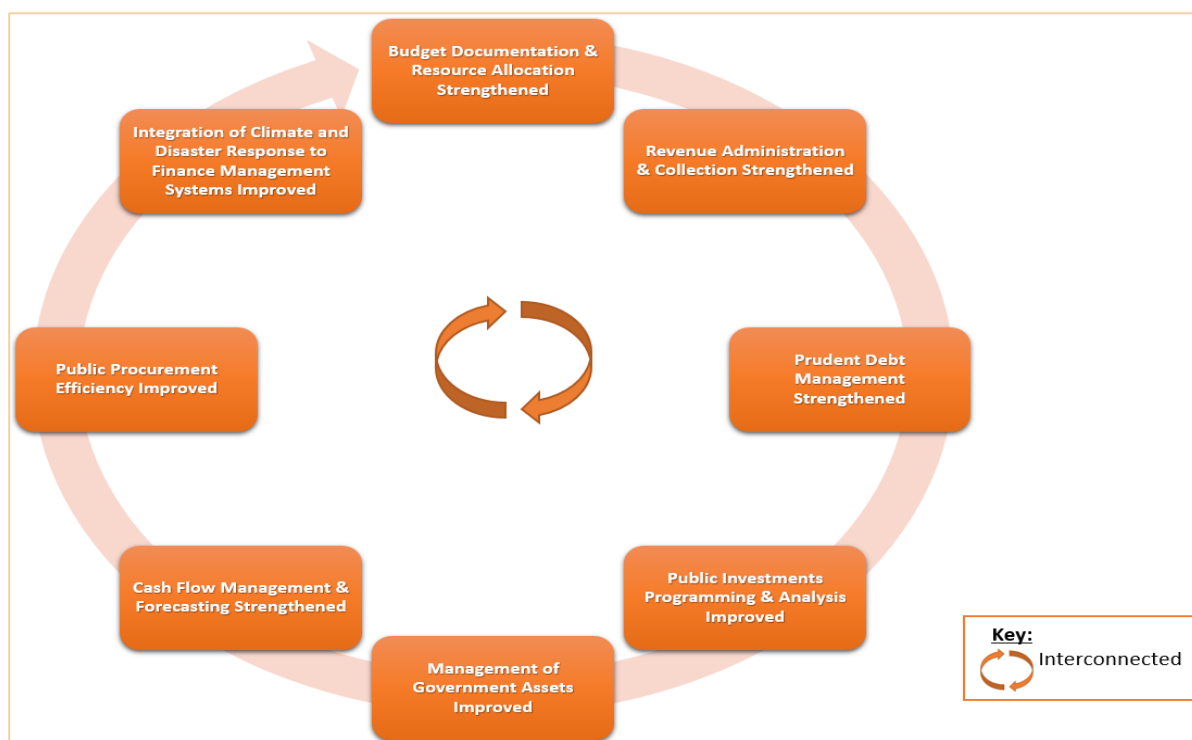 Budget Documentation &
Resource Allocation
Strengthened
Revenue Administration
& Collection Strengthened
Prudent Debt
Management
Strengthened
Public Investments
Programming & Analysis
Improved
Management of
Government Assets
Improved
Cash Flow Management &
Forecasting Strengthened
Public Procurement
Efficiency Improved
Integration of Climate and
Disaster Response to
Finance Management
Systems Improved
Key:
Interconnected